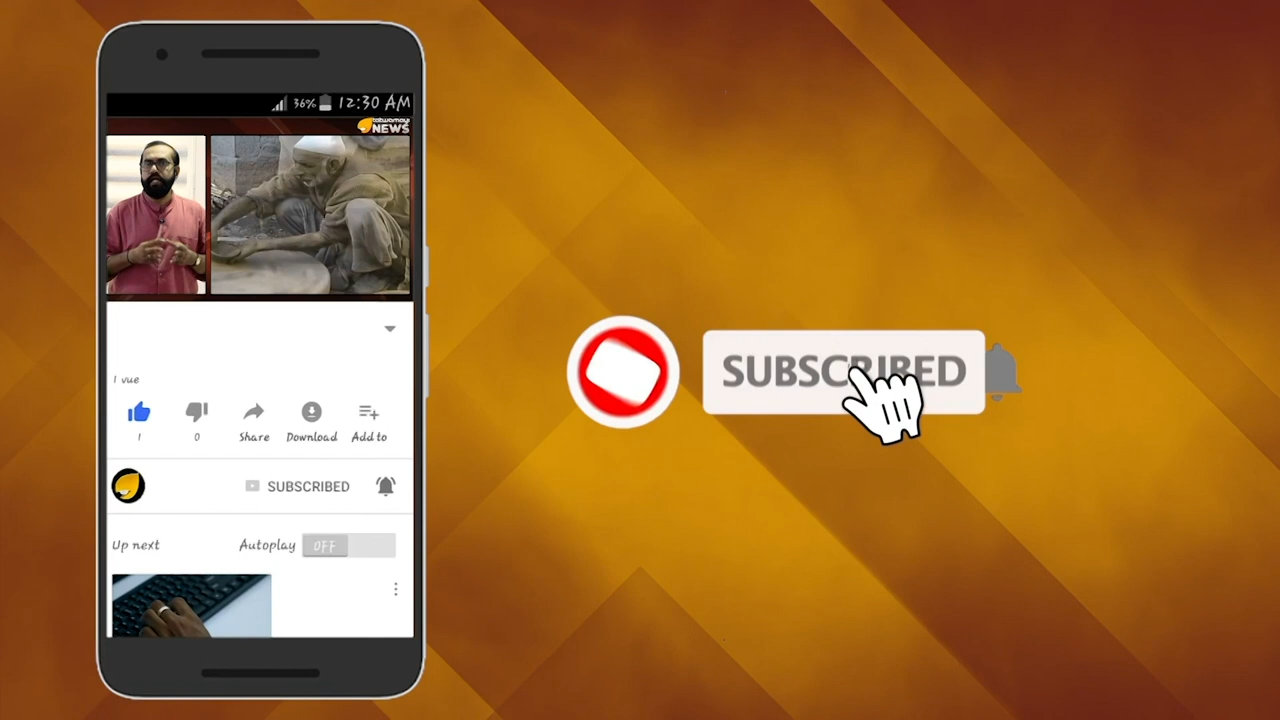 36% 12:30 AM
tatwamayi
NEWS
1 vue
1
0
Share
Download
Add to
SUBSCRIBED
Up next
Autoplay
OFF
SUBSCRIBED